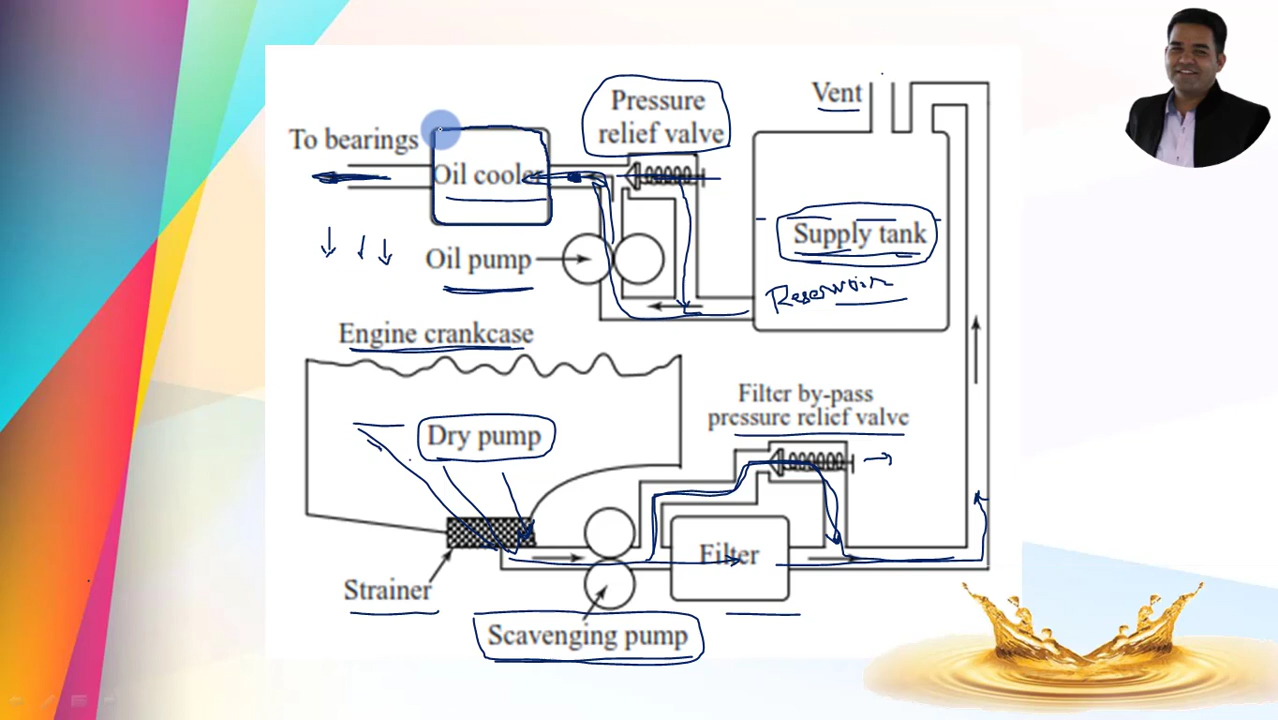 Pressure
relief valve
Vent
To bearings
Oil cooler
Supply tank
Oil pump
Reservoir
Engine crankcase
Filter by-pass
pressure relief valve
Dry pump
Filter
Strainer
Scavenging pump